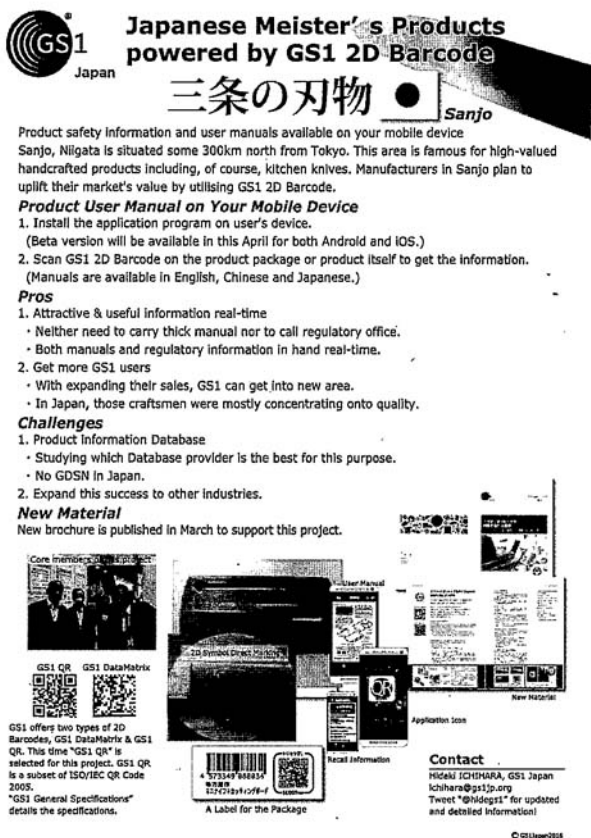 GS1
Japan
Japanese Meister's Products
powered by GS1 2D Barcode
三条の刃物
Sanjo
Product safety information and user manuals available on your mobile device
Sanjo, Niigata is situated some 300km north from Tokyo. This area is famous for high-valued
handcrafted products including, of course, kitchen knives. Manufacturers in Sanjo plan to
uplift their market's value by utilising GS1 2D Barcode.
Product User Manual on Your Mobile Device
1. Install the application program on user's device.
(Beta version will be available in this April for both Android and iOS.)
2. Scan GS1 2D Barcode on the product package or product itself to get the information.
(Manuals are available in English, Chinese and Japanese.)
Pros
1. Attractive & useful information real-time
・Neither need to carry thick manual nor to call regulatory office.
・Both manuals and regulatory information in hand real-time.
2. Get more GS1 users
・With expanding their sales, GS1 can get into new area.
・In Japan, those craftsmen were mostly concentrating onto quality.
Challenges
1. Product Information Database
・Studying which Database provider is the best for this purpose.
・No GDSN in Japan.
2. Expand this success to other industries.
New Material
New brochure is published in March to support this project.
Core members of this project
User Manual
2D Symbol Direct Marking
QR
New Material
Application Icon
Recall Information
GS1 QR GS1 DataMatrix
GS1 offers two types of 2D
Barcodes, GS1 DataMatrix & GS1
QR. This time "GS1 QR" is
selected for this project. GS1 QR
is a subset of ISO/IEC QR Code
2005.
"GS1 General Specifications"
details the specifications.
A Label for the Package
Contact
Hideki ICHIHARA, GS1 Japan
ichihara@gs1jp.org
Tweet "@hidegs1" for updated
and detailed information!
© GS1Japan2016